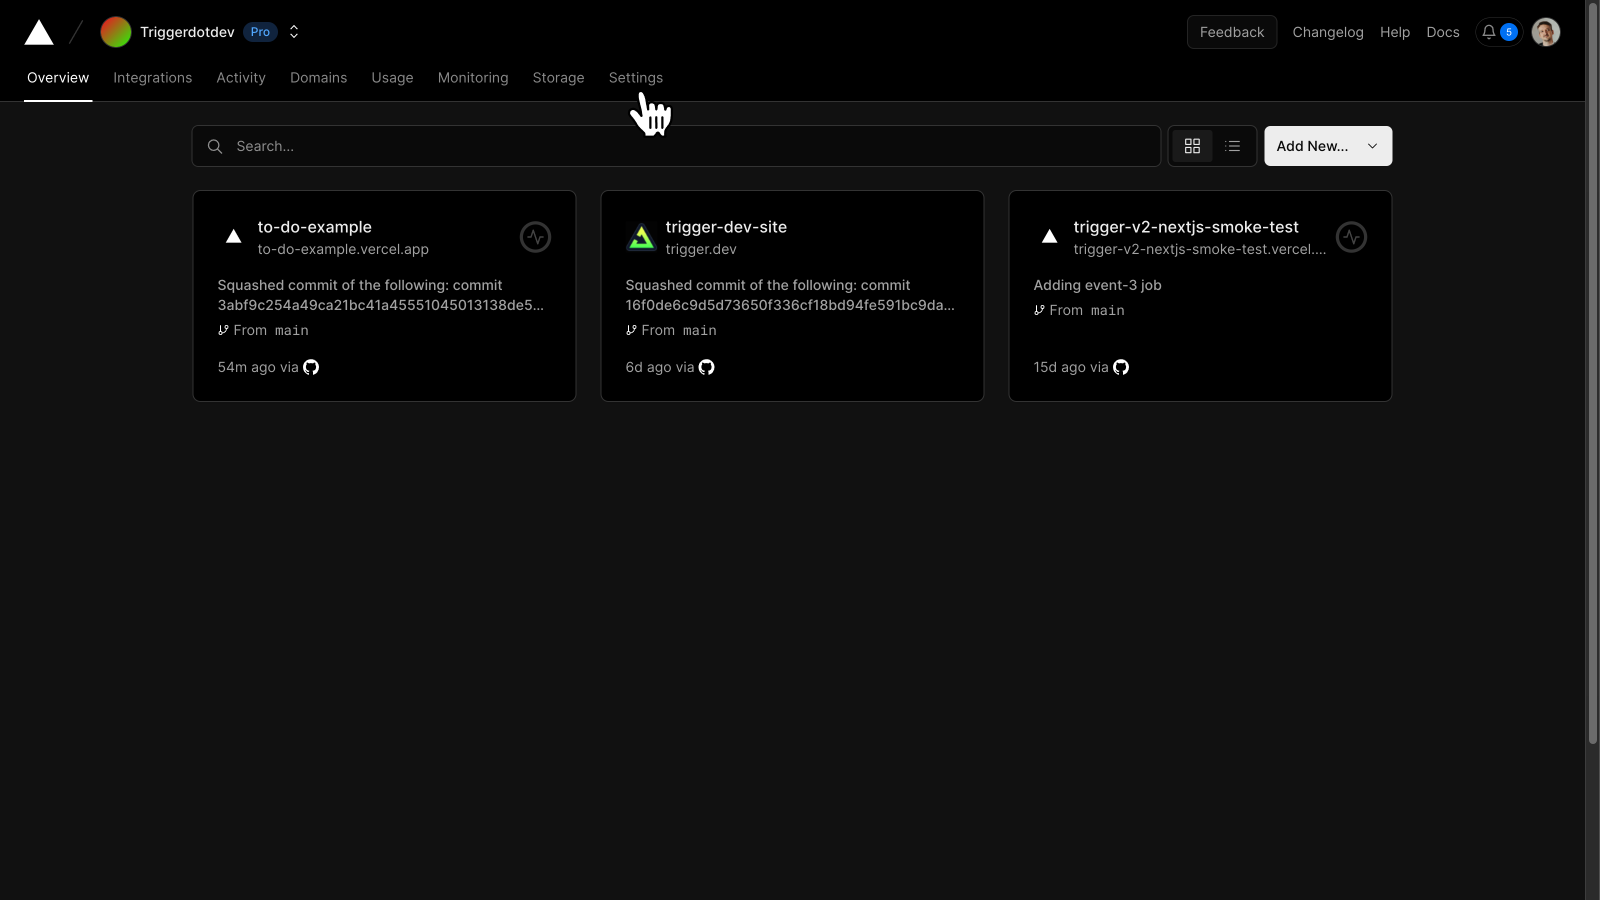 Triggerdotdev Pro
Feedback Changelog Help Docs 5
Overview Integrations Activity Domains Usage Monitoring Storage Settings
Search...
Add New...
to-do-example
to-do-example.vercel.app
Squashed commit of the following: commit
3abf9c254a49ca21bc41a45551045013138de5...
From main
54m ago via
trigger-dev-site
trigger.dev
Squashed commit of the following: commit
16f0de6c9d5d73650f336cf18bd94fe591bc9da...
From main
6d ago via
trigger-v2-nextjs-smoke-test
trigger-v2-nextjs-smoke-test.vercel....
Adding event-3 job
From main
15d ago via